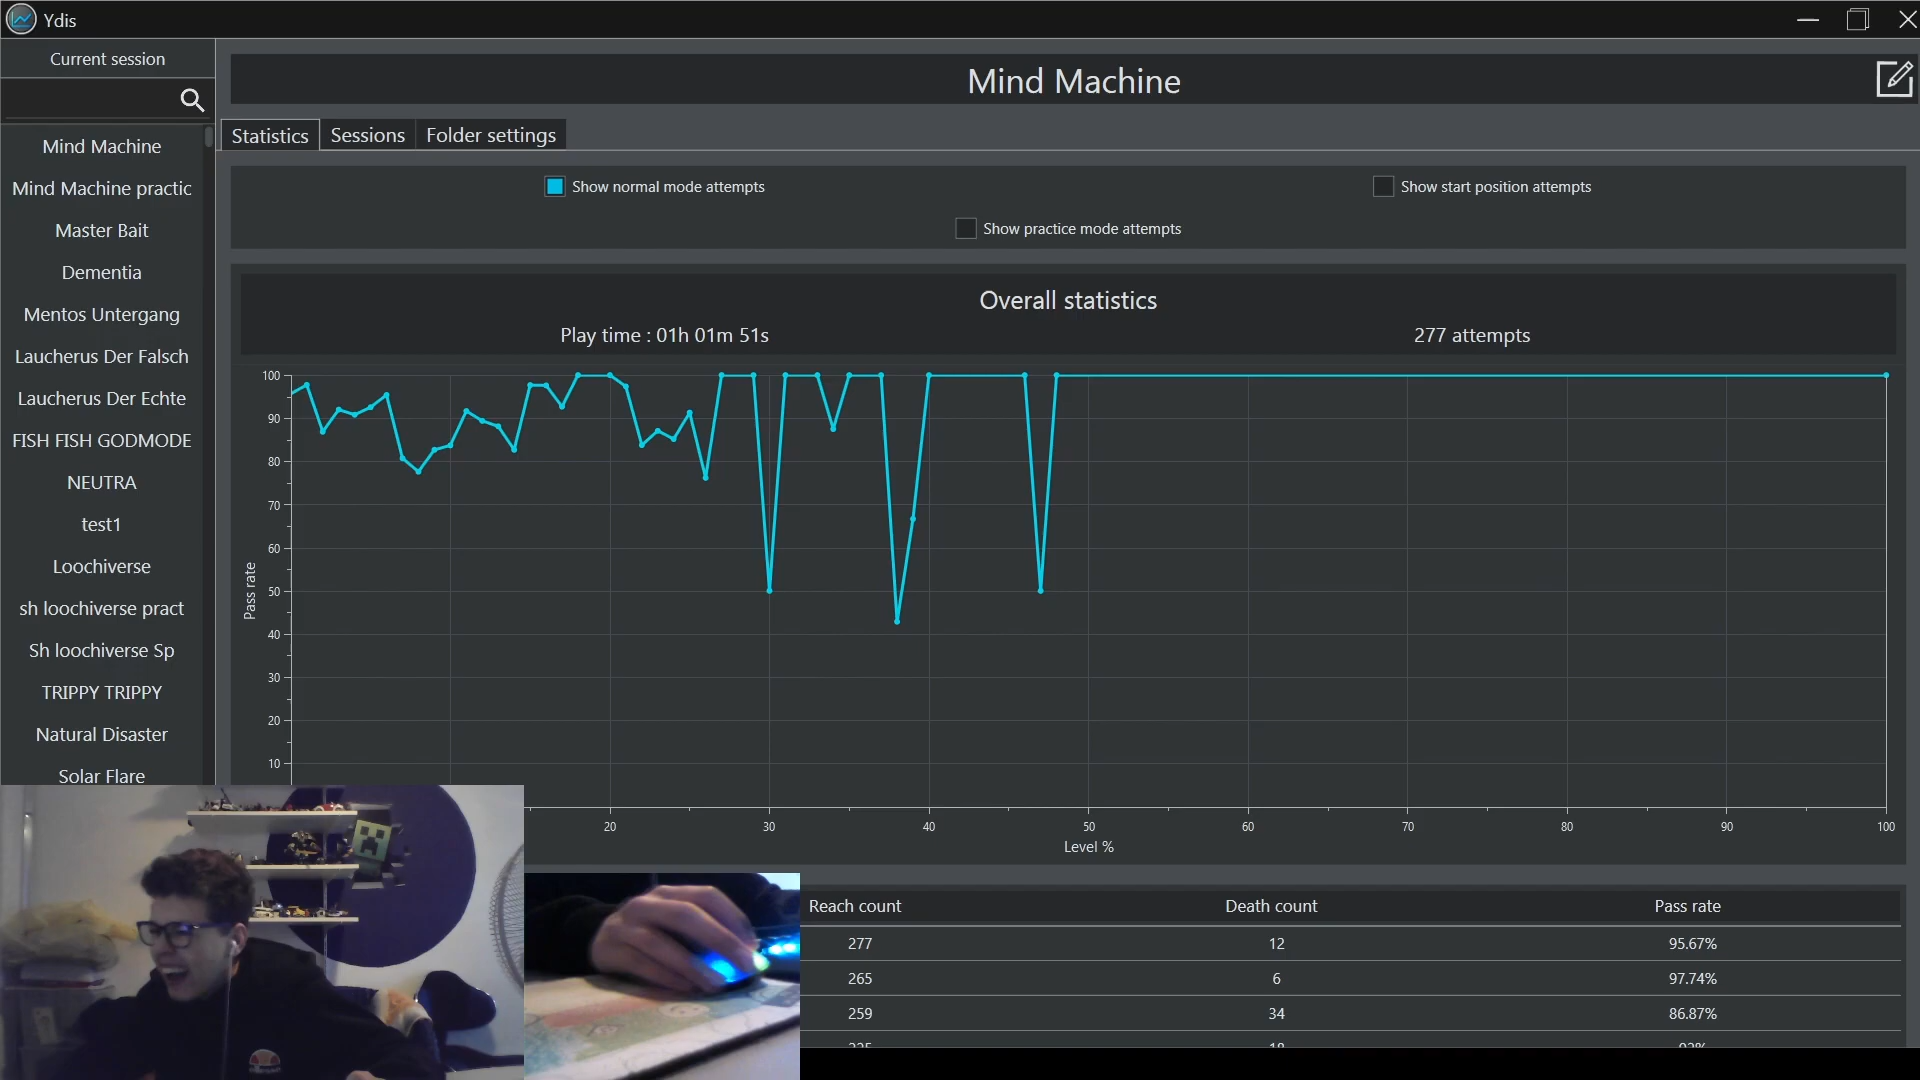 Ydis
Current session
Mind Machine
Mind Machine practic
Master Bait
Dementia
Mentos Untergang
Laucherus Der Falsch
Laucherus Der Echte
FISH FISH GODMODE
NEUTRA
test1
Loochiverse
sh loochiverse pract
Sh loochiverse Sp
TRIPPY TRIPPY
Natural Disaster
Solar Flare
Mind Machine
Statistics Sessions Folder settings
Show normal mode attempts Show start position attempts
Show practice mode attempts
Overall statistics
Play time : 01h 01m 51s 277 attempts
100
90
80
70
60
50
40
30
20
10
Pass rate
20 30 40 50 60 70 80 90 100
Level %
Reach count Death count Pass rate
277 12 95.67%
265 6 97.74%
259 34 86.87%